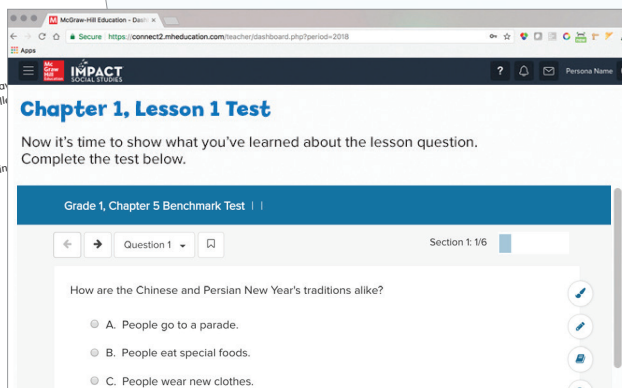 McGraw-Hill Education - Dash
Secure https://connect2.mheducation.com/teacher/dashboard.php?period=2018
Apps
Mc
Graw
Hill
Education
IMPACT
SOCIAL STUDIES
?
Persona Name
Chapter 1, Lesson 1 Test
Now it's time to show what you've learned about the lesson question.
Complete the test below.
Grade 1, Chapter 5 Benchmark Test | |
Question 1
Section 1: 1/6
How are the Chinese and Persian New Year's traditions alike?
A. People go to a parade.
B. People eat special foods.
C. People wear new clothes.